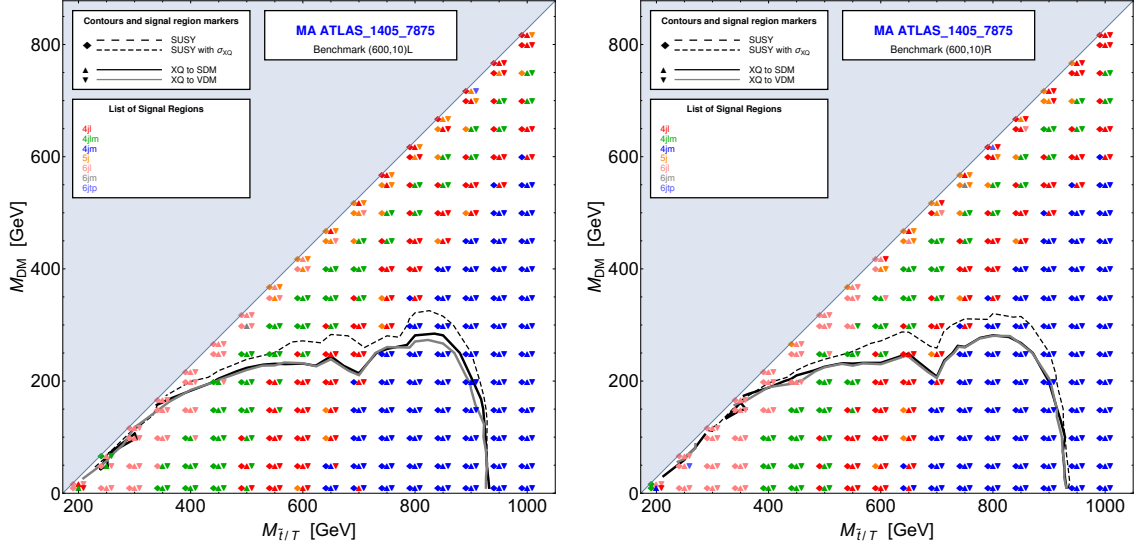 Contours and signal region markers
SUSY
SUSY with σXQ
XQ to SDM
XQ to VDM
MA ATLAS_1405_7875
Benchmark (600,10)L
List of Signal Regions
4jl
4jlm
4jm
5j
6jl
6jm
6jtp
800
600
400
200
0
200
400
600
800
1000
M_DM [GeV]
M_t̃/T [GeV]
Contours and signal region markers
SUSY
SUSY with σXQ
XQ to SDM
XQ to VDM
MA ATLAS_1405_7875
Benchmark (600,10)R
List of Signal Regions
4jl
4jlm
4jm
5j
6jl
6jm
6jtp
800
600
400
200
0
200
400
600
800
1000
M_DM [GeV]
M_t̃/T [GeV]